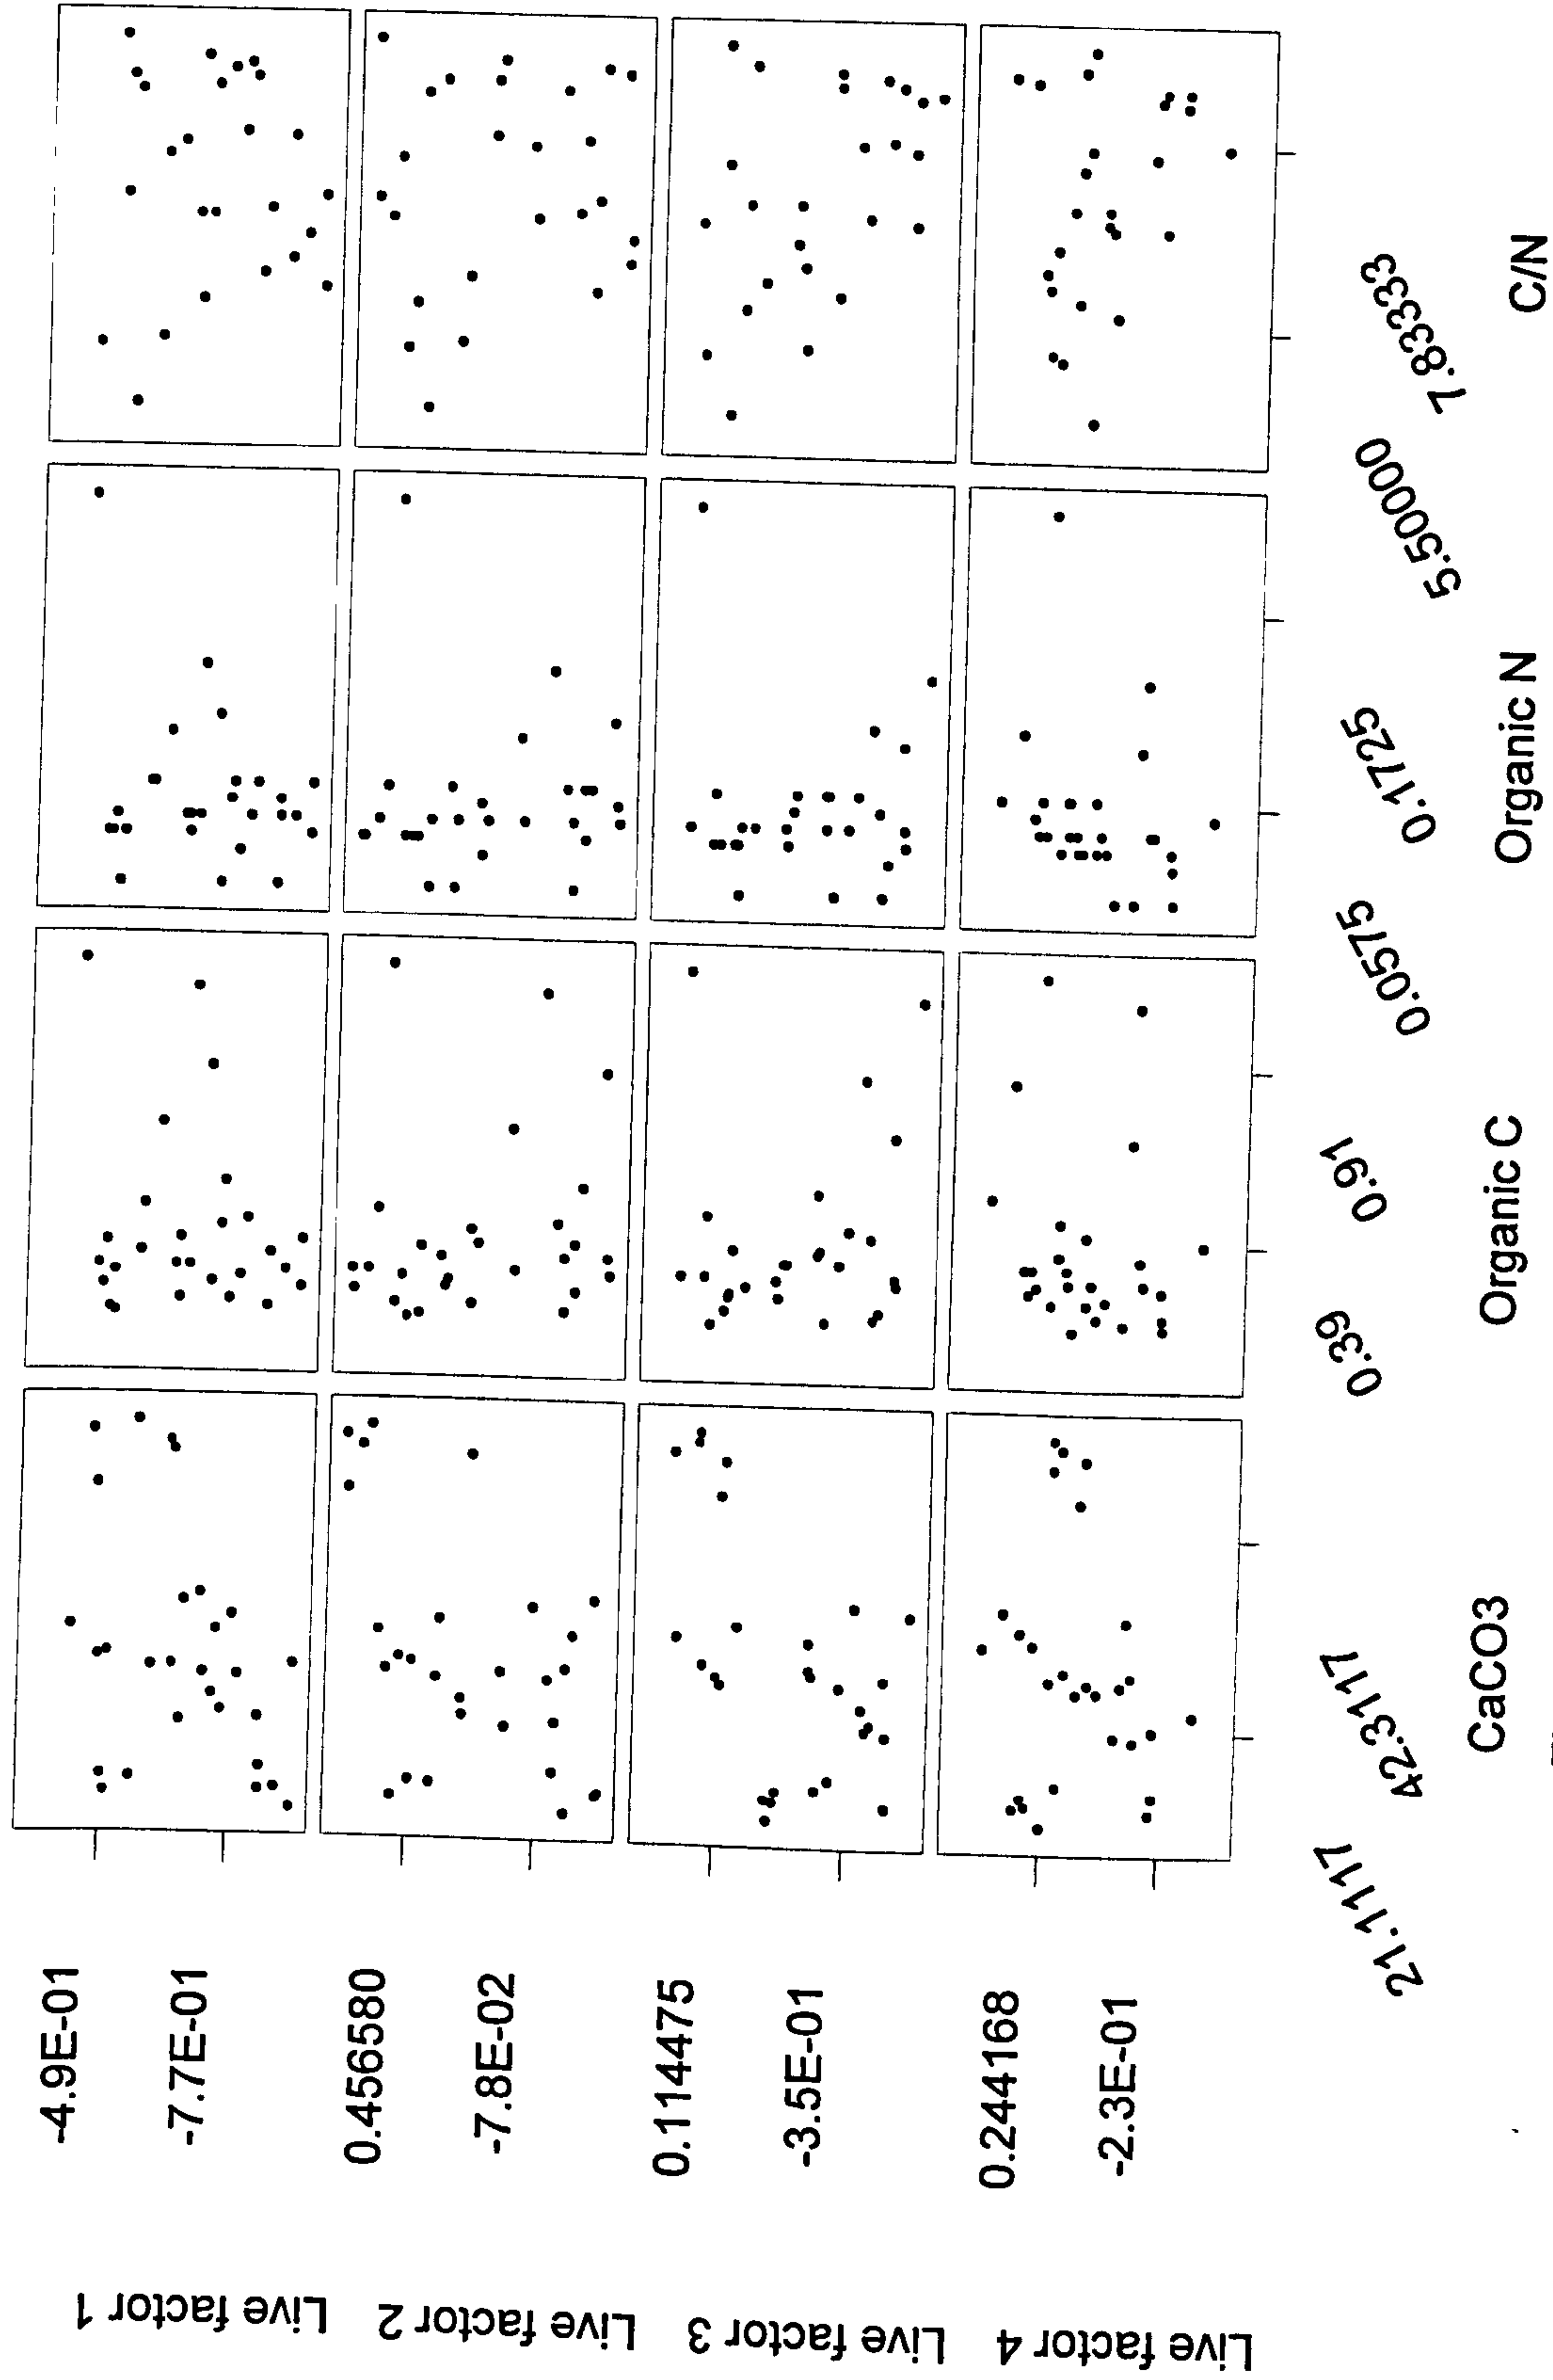 Live factor 1
-4.9E-01
-7.7E-01
Live factor 2
0.456580
-7.8E-02
Live factor 3
0.114475
-3.5E-01
Live factor 4
0.244168
-2.3E-01
21.1117
42.3117
0.39
0.91
0.0575
0.1725
5.50000
7.83333
CaCO3
Organic C
Organic N
C/N